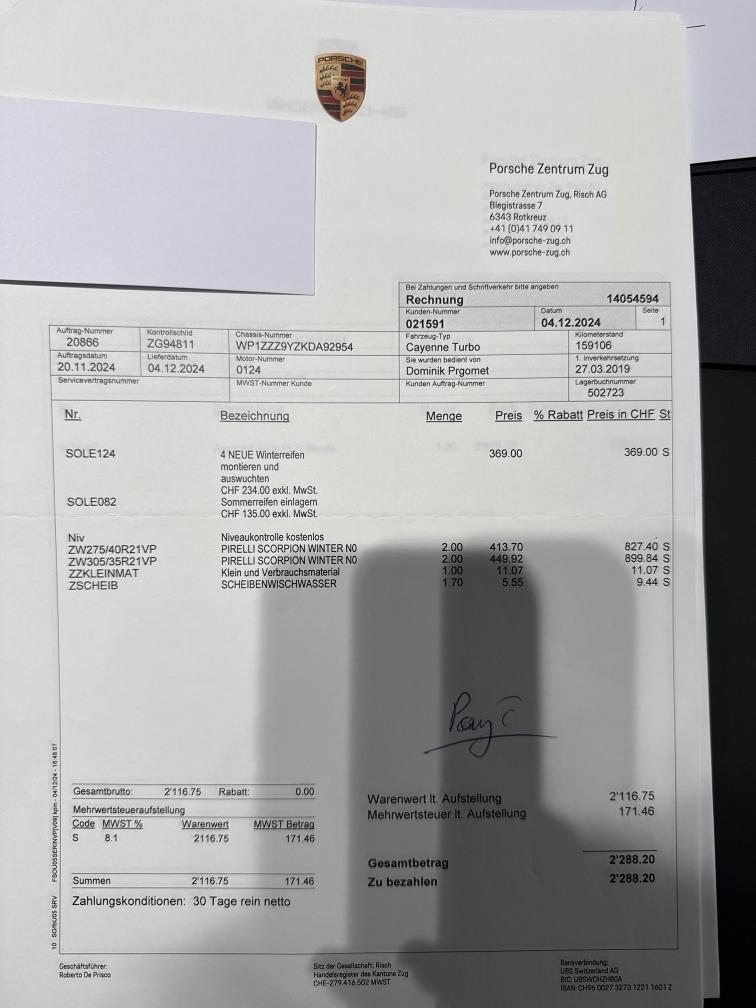 PORSCHE
Porsche Zentrum Zug
Porsche Zentrum Zug, Risch AG
Blegistrasse 7
6343 Rotkreuz
+41 (0)41 749 09 11
info@porsche-zug.ch
www.porsche-zug.ch
Bei Zahlungen und Schriftverkehr bitte angeben
Rechnung 14054594
Kunden-Nummer Datum Seite
021591 04.12.2024 1
Auftrag-Nummer Kontrollschild Chassis-Nummer Fahrzeug-Typ Kilometerstand
20866 ZG94811 WP1ZZZ9YZKDA92954 Cayenne Turbo 159106
Auftragsdatum Lieferdatum Motor-Nummer Sie wurden bedient von 1. Inverkehrsetzung
20.11.2024 04.12.2024 0124 Dominik Prgomet 27.03.2019
Servicevertragsnummer MWST-Nummer Kunde Kunden Auftrag-Nummer Lagerbuchnummer
502723
Nr. Bezeichnung Menge Preis % Rabatt Preis in CHF St
SOLE124 4 NEUE Winterreifen 369.00 369.00 S
montieren und
auswuchten
CHF 234.00 exkl. MwSt.
SOLE082 Sommerreifen einlagern
CHF 135.00 exkl. MwSt.
Niv Niveaukontrolle kostenlos
ZW275/40R21VP PIRELLI SCORPION WINTER N0 2.00 413.70 827.40 S
ZW305/35R21VP PIRELLI SCORPION WINTER N0 2.00 449.92 899.84 S
ZZKLEINMAT Klein und Verbrauchsmaterial 1.00 11.07 11.07 S
ZSCHEIB SCHEIBENWISCHWASSER 1.70 5.55 9.44 S
Gesamtbrutto: 2'116.75 Rabatt: 0.00
Mehrwertsteueraufstellung
Code MWST % Warenwert MWST Betrag
S 8.1 2116.75 171.46
Summen 2'116.75 171.46
Zahlungskonditionen: 30 Tage rein netto
Warenwert lt. Aufstellung 2'116.75
Mehrwertsteuer lt. Aufstellung 171.46
Gesamtbetrag 2'288.20
Zu bezahlen 2'288.20
Geschäftsführer:
Roberto De Prisco
Sitz der Gesellschaft: Risch
Handelsregister des Kantons Zug
CHE-279.416.502 MWST
Bankverbindung:
UBS Switzerland AG
BIC: UBSWCHZH80A
IBAN: CH96 0027 3273 1221 1601 Z